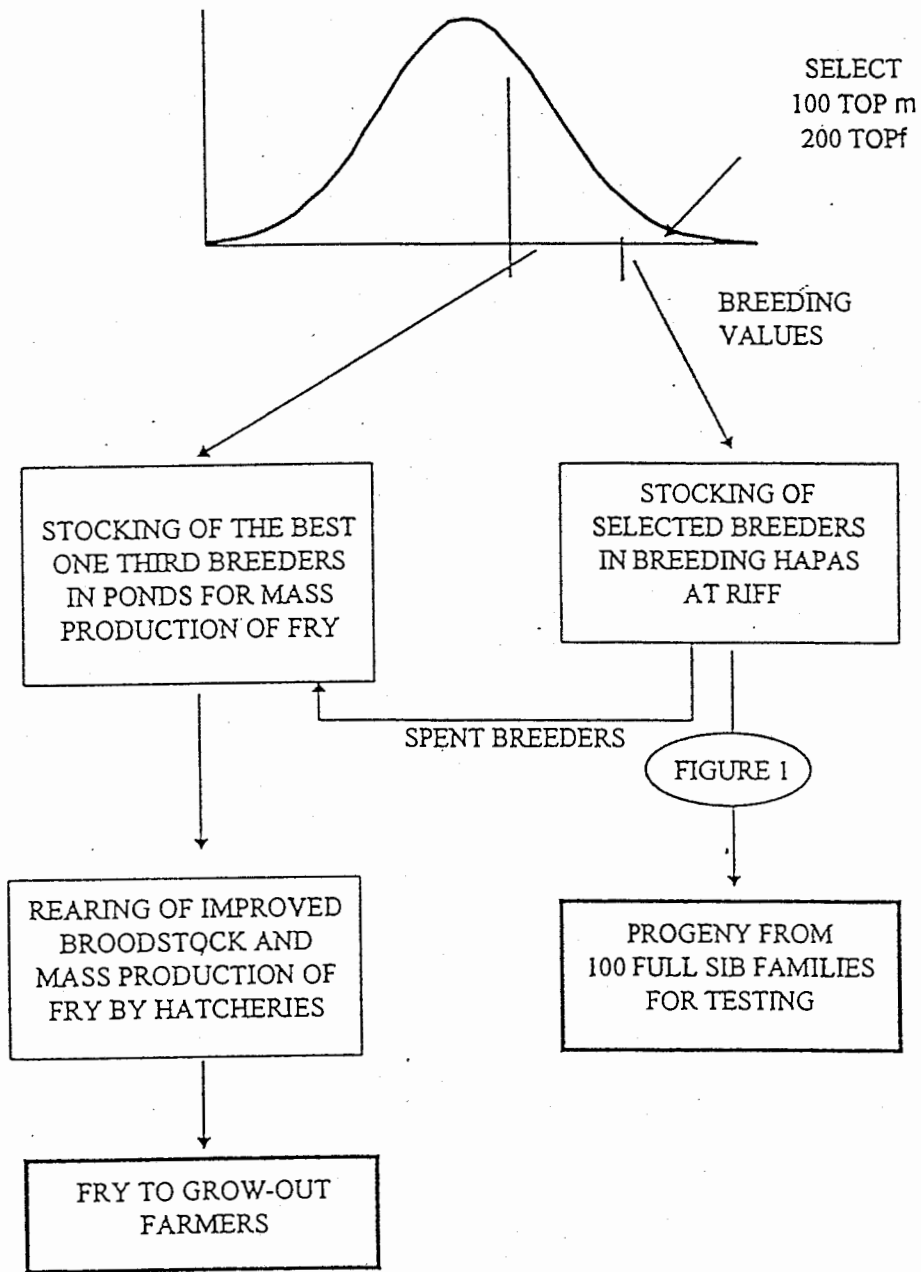 SELECT
100 TOP m
200 TOPf
BREEDING
VALUES
STOCKING OF THE BEST
ONE THIRD BREEDERS
IN PONDS FOR MASS
PRODUCTION OF FRY
STOCKING OF
SELECTED BREEDERS
IN BREEDING HAPAS
AT RIFF
SPENT BREEDERS
FIGURE 1
REARING OF IMPROVED
BROODSTOCK AND
MASS PRODUCTION OF
FRY BY HATCHERIES
PROGENY FROM
100 FULL SIB FAMILIES
FOR TESTING
FRY TO GROW-OUT
FARMERS